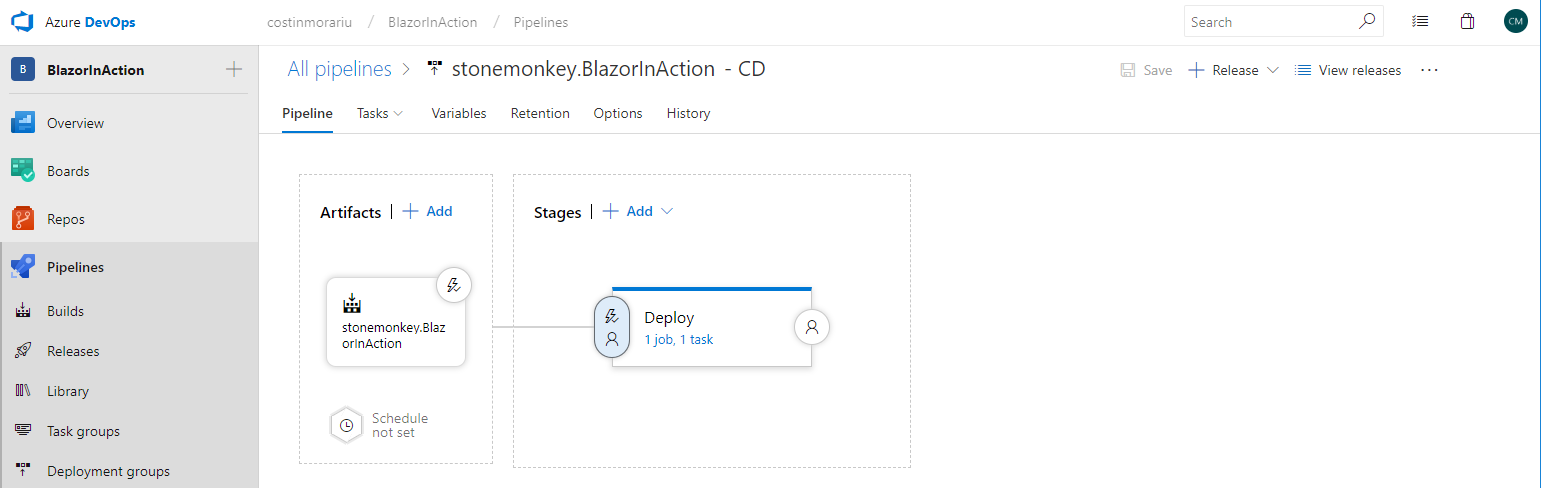 Azure DevOps
costinmorariu / BlazorInAction / Pipelines
Search
CM
B
BlazorInAction
Overview
Boards
Repos
Pipelines
Builds
Releases
Library
Task groups
Deployment groups
All pipelines > stonemonkey.BlazorInAction - CD
Save
+ Release
View releases
...
Pipeline
Tasks
Variables
Retention
Options
History
Artifacts | + Add
stonemonkey.Blaz
orInAction
Schedule
not set
Stages | + Add
Deploy
1 job, 1 task